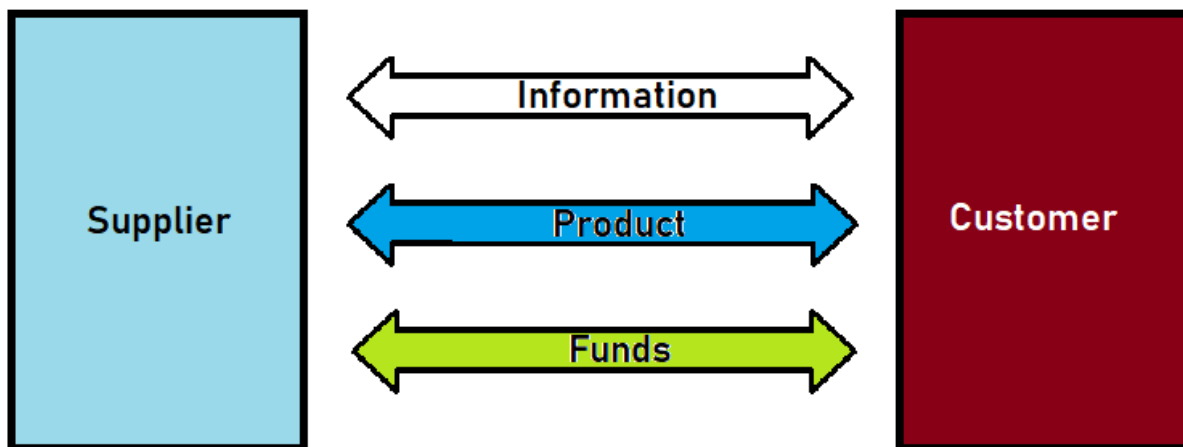 Information
Supplier
Product
Customer
Funds